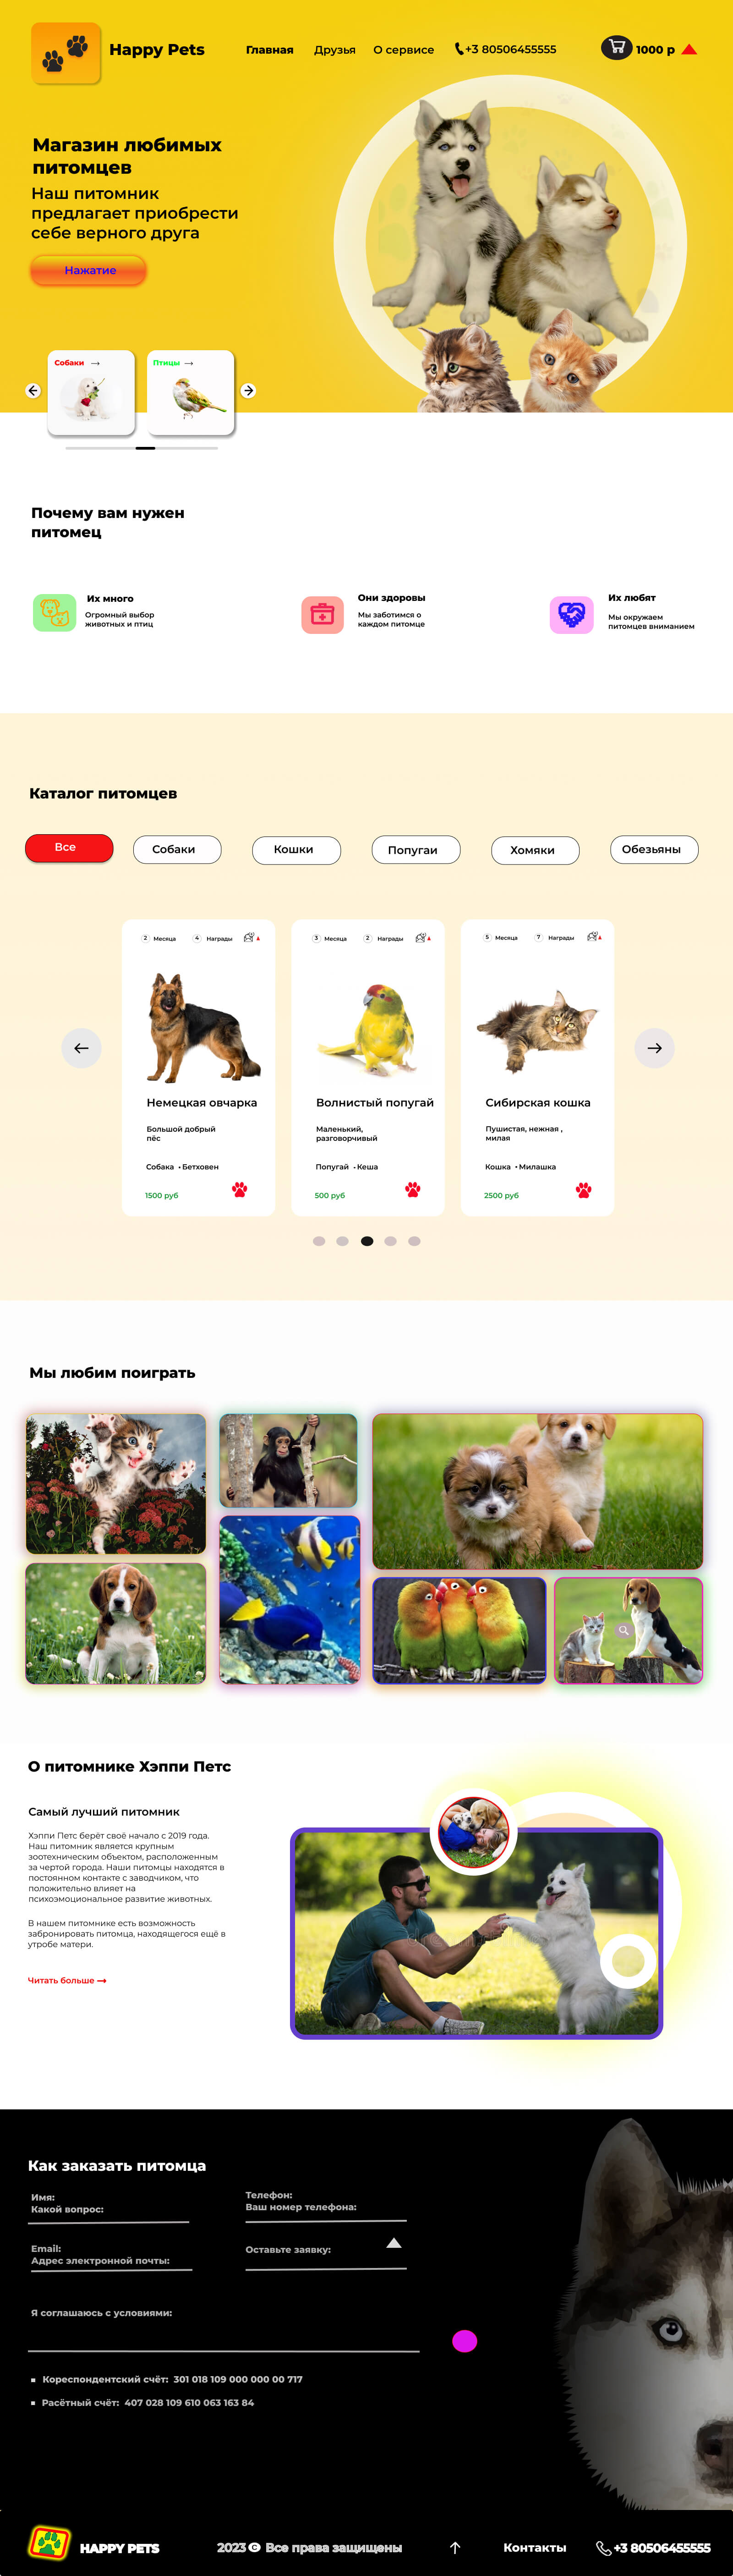 Happy Pets
Главная Друзья О сервисе +3 80506455555 1000 р
Магазин любимых
питомцев
Наш питомник
предлагает приобрести
себе верного друга
Нажатие
Собаки → Птицы →
Почему вам нужен
питомец
Их много
Огромный выбор
животных и птиц
Они здоровы
Мы заботимся о
каждом питомце
Их любят
Мы окружаем
питомцев вниманием
Каталог питомцев
Все Собаки Кошки Попугаи Хомяки Обезьяны
2 Месяца 4 Награды
Немецкая овчарка
Большой добрый
пёс
Собака • Бетховен
1500 руб
3 Месяца 2 Награды
Волнистый попугай
Маленький,
разговорчивый
Попугай • Кеша
500 руб
5 Месяца 7 Награды
Сибирская кошка
Пушистая, нежная ,
милая
Кошка • Милашка
2500 руб
Мы любим поиграть
О питомнике Хэппи Петс
Самый лучший питомник
Хэппи Петс берёт своё начало с 2019 года.
Наш питомник является крупным
зоотехническим объектом, расположенным
за чертой города. Наши питомцы находятся в
постоянном контакте с заводчиком, что
положительно влияет на
психоэмоциональное развитие животных.
В нашем питомнике есть возможность
забронировать питомца, находящегося ещё в
утробе матери.
Читать больше →
Как заказать питомца
Имя:
Какой вопрос:
Телефон:
Ваш номер телефона:
Email:
Адрес электронной почты:
Оставьте заявку:
Я соглашаюсь с условиями:
Кореспондентский счёт: 301 018 109 000 000 00 717
Расётный счёт: 407 028 109 610 063 163 84
HAPPY PETS 2023 © Все права защищены Контакты +3 80506455555